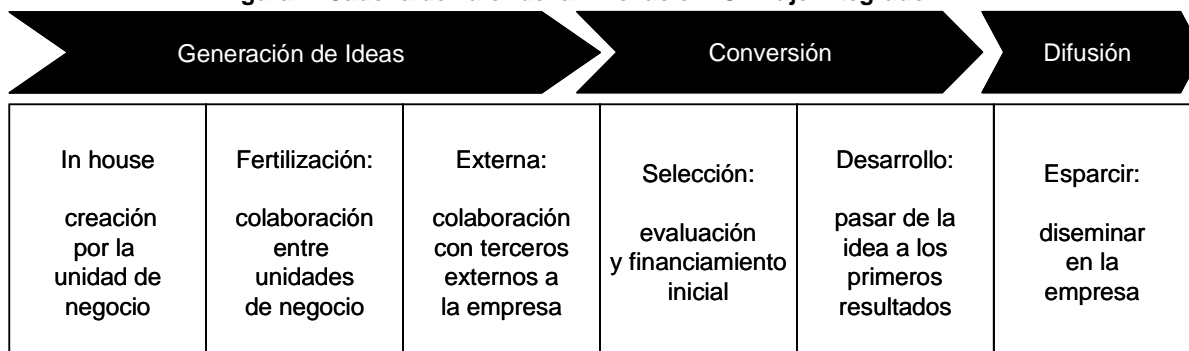 Generación de Ideas
Conversión
Difusión
In house
creación
por la
unidad de
negocio
Fertilización:
colaboración
entre
unidades
de negocio
Externa:
colaboración
con terceros
externos a
la empresa
Selección:
evaluación
y financiamiento
inicial
Desarrollo:
pasar de la
idea a los
primeros
resultados
Esparcir:
diseminar
en la
empresa